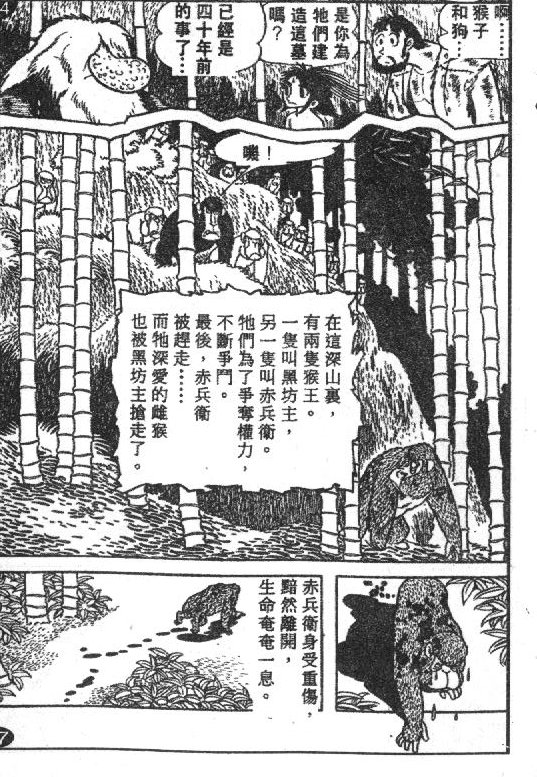 啊……
猴子
和狗…
是你為
牠們建
造這墓
嗎？
已經是
四十年前
的事了……
噢！
在這深山裏，
有兩隻猴王。
一隻叫黑坊主，
另一隻叫赤兵衛。
牠們為了爭奪權力，
不斷爭鬥。
最後，赤兵衛
被趕走……
而牠深愛的雌猴
也被黑坊主搶走了。
赤兵衛身受重傷，
黯然離開，
生命奄奄一息。